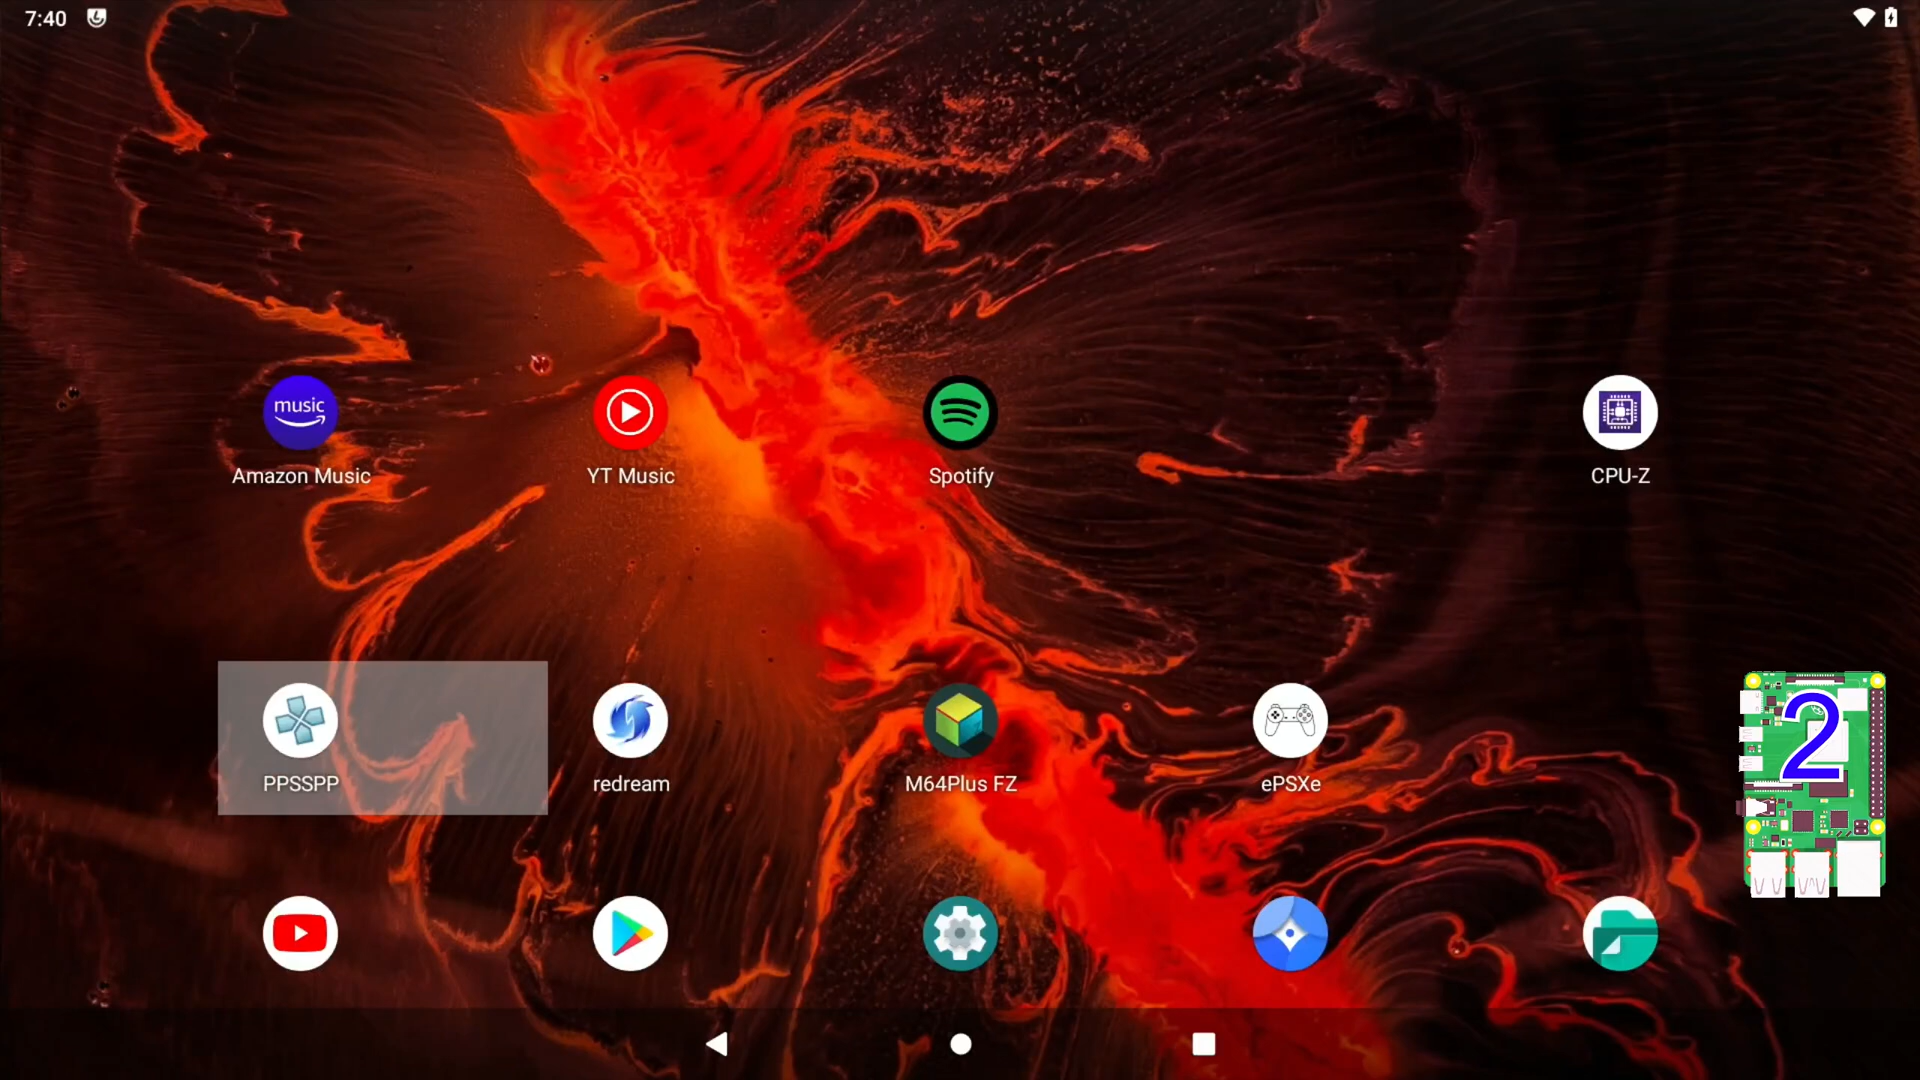 7:40
music
Amazon Music
YT Music
Spotify
CPU-Z
PPSSPP
redream
M64Plus FZ
ePSXe
2